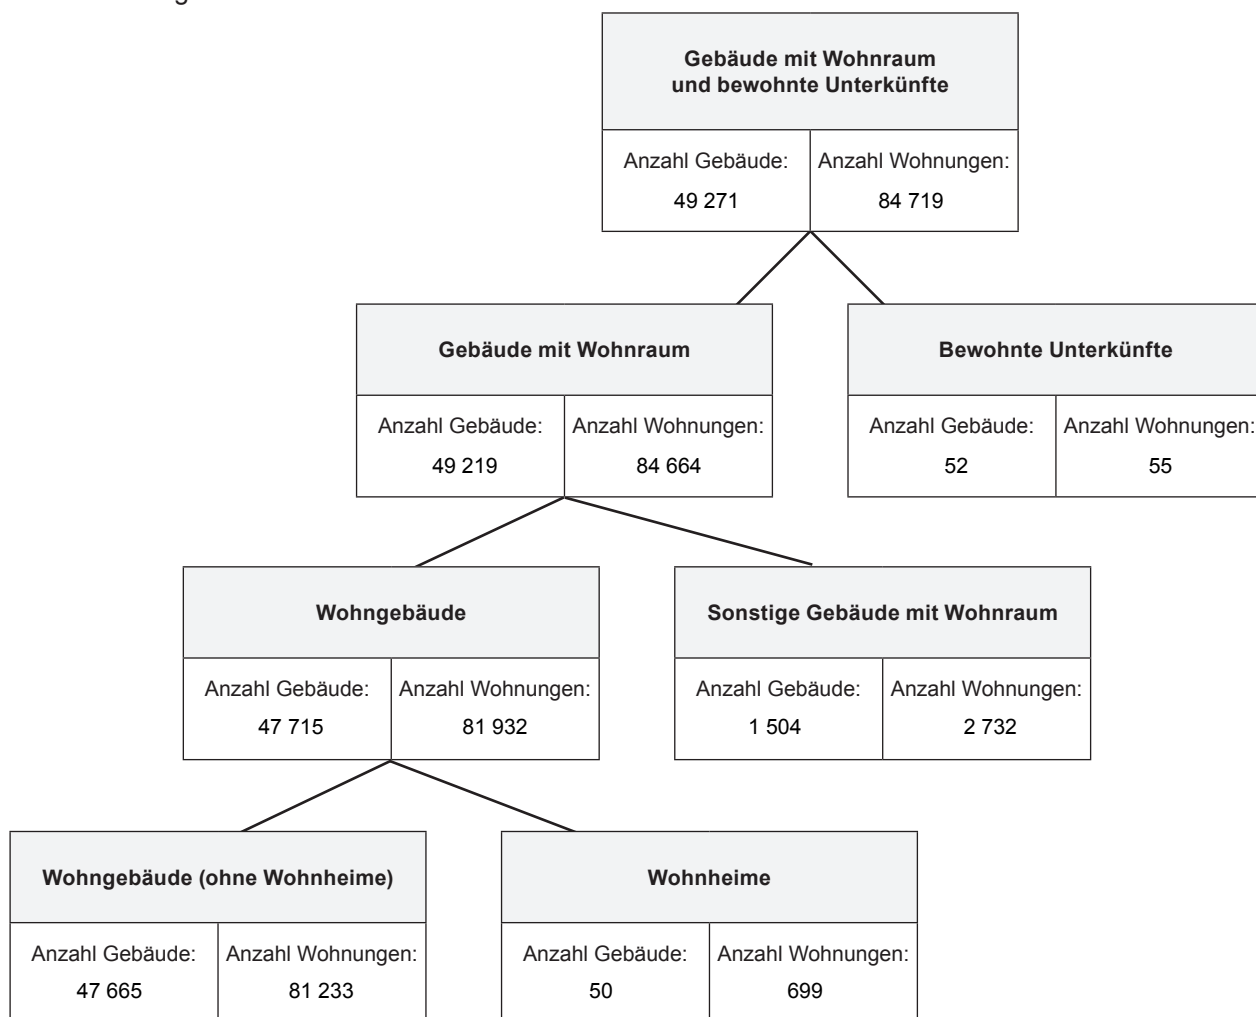 Gebäude mit Wohnraum
und bewohnte Unterkünfte
Anzahl Gebäude:
49 271
Anzahl Wohnungen:
84 719
Gebäude mit Wohnraum
Anzahl Gebäude:
49 219
Anzahl Wohnungen:
84 664
Bewohnte Unterkünfte
Anzahl Gebäude:
52
Anzahl Wohnungen:
55
Wohngebäude
Anzahl Gebäude:
47 715
Anzahl Wohnungen:
81 932
Sonstige Gebäude mit Wohnraum
Anzahl Gebäude:
1 504
Anzahl Wohnungen:
2 732
Wohngebäude (ohne Wohnheime)
Anzahl Gebäude:
47 665
Anzahl Wohnungen:
81 233
Wohnheime
Anzahl Gebäude:
50
Anzahl Wohnungen:
699